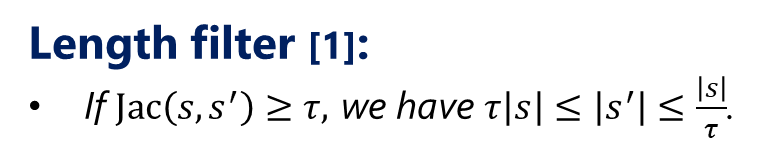 Length filter [1]:
• If Jac(s, s′) ≥ τ, we have τ|s| ≤ |s′| ≤ |s|/τ.